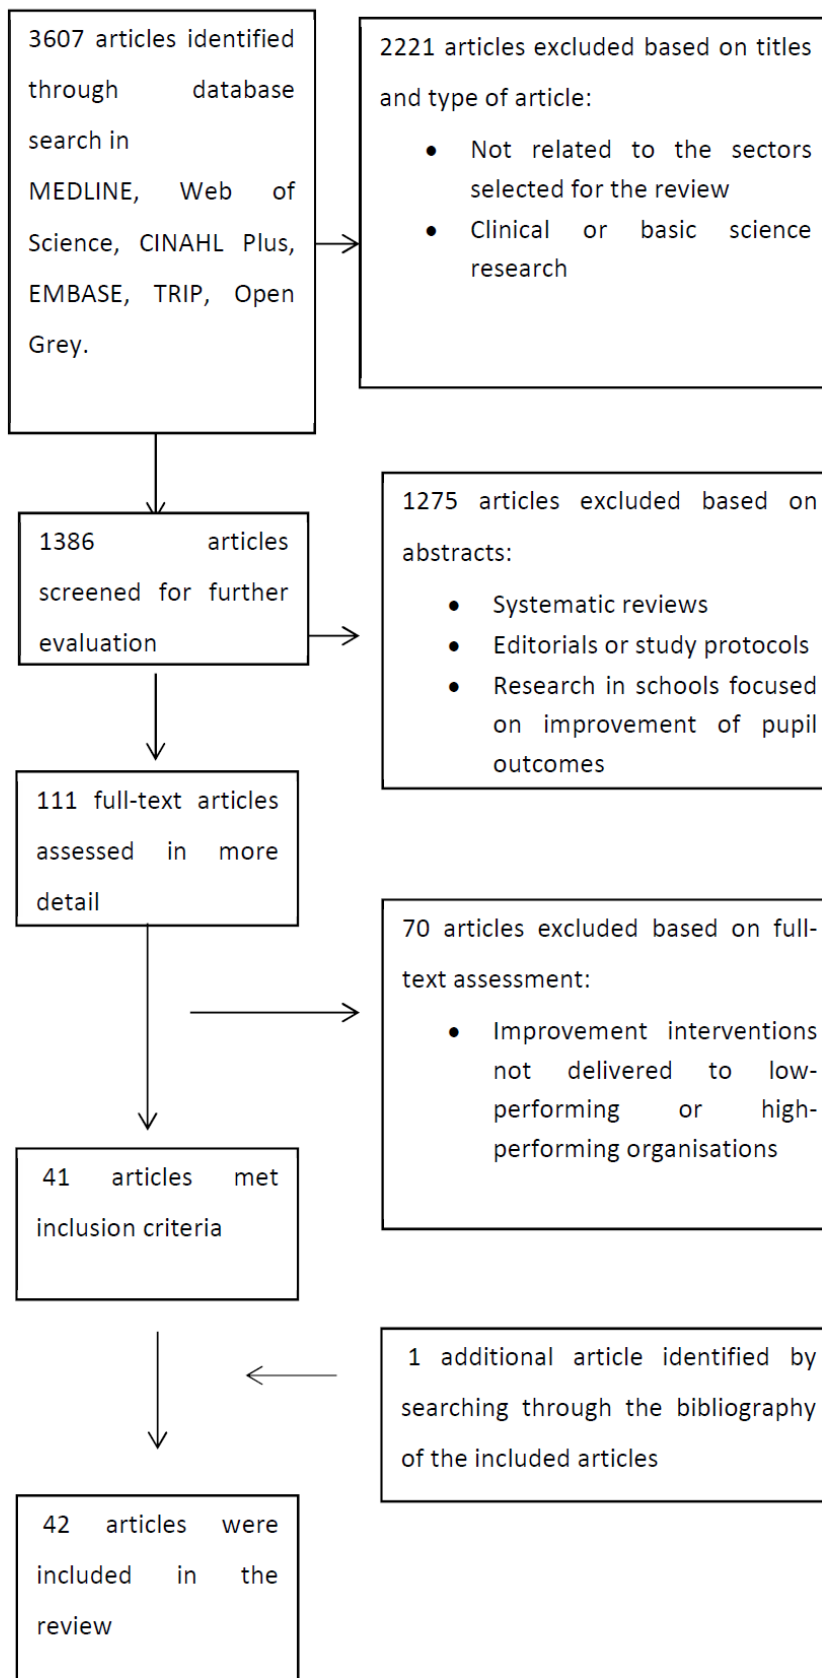 3607 articles identified
through database
search in
MEDLINE, Web of
Science, CINAHL Plus,
EMBASE, TRIP, Open
Grey.
2221 articles excluded based on titles
and type of article:
• Not related to the sectors
selected for the review
• Clinical or basic science
research
1386 articles
screened for further
evaluation
1275 articles excluded based on
abstracts:
• Systematic reviews
• Editorials or study protocols
• Research in schools focused
on improvement of pupil
outcomes
111 full-text articles
assessed in more
detail
70 articles excluded based on full-
text assessment:
• Improvement interventions
not delivered to low-
performing or high-
performing organisations
41 articles met
inclusion criteria
1 additional article identified by
searching through the bibliography
of the included articles
42 articles were
included in the
review